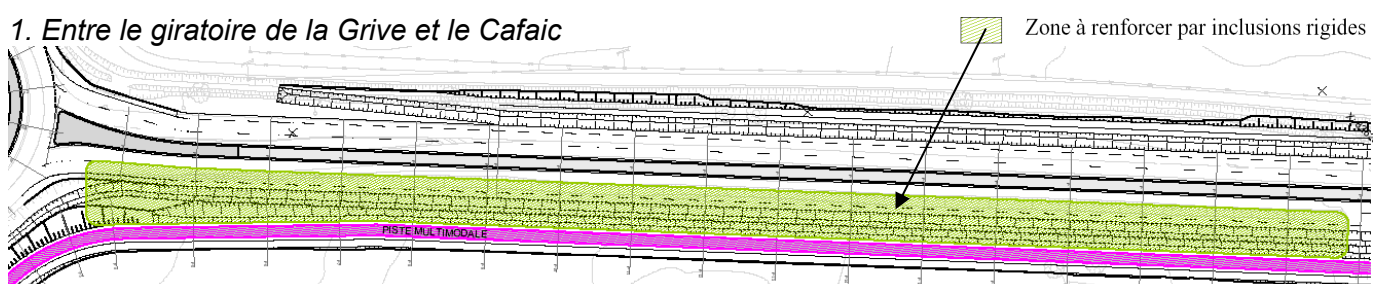 1. Entre le giratoire de la Grive et le Cafaic
Zone à renforcer par inclusions rigides
PISTE MULTIMODALE